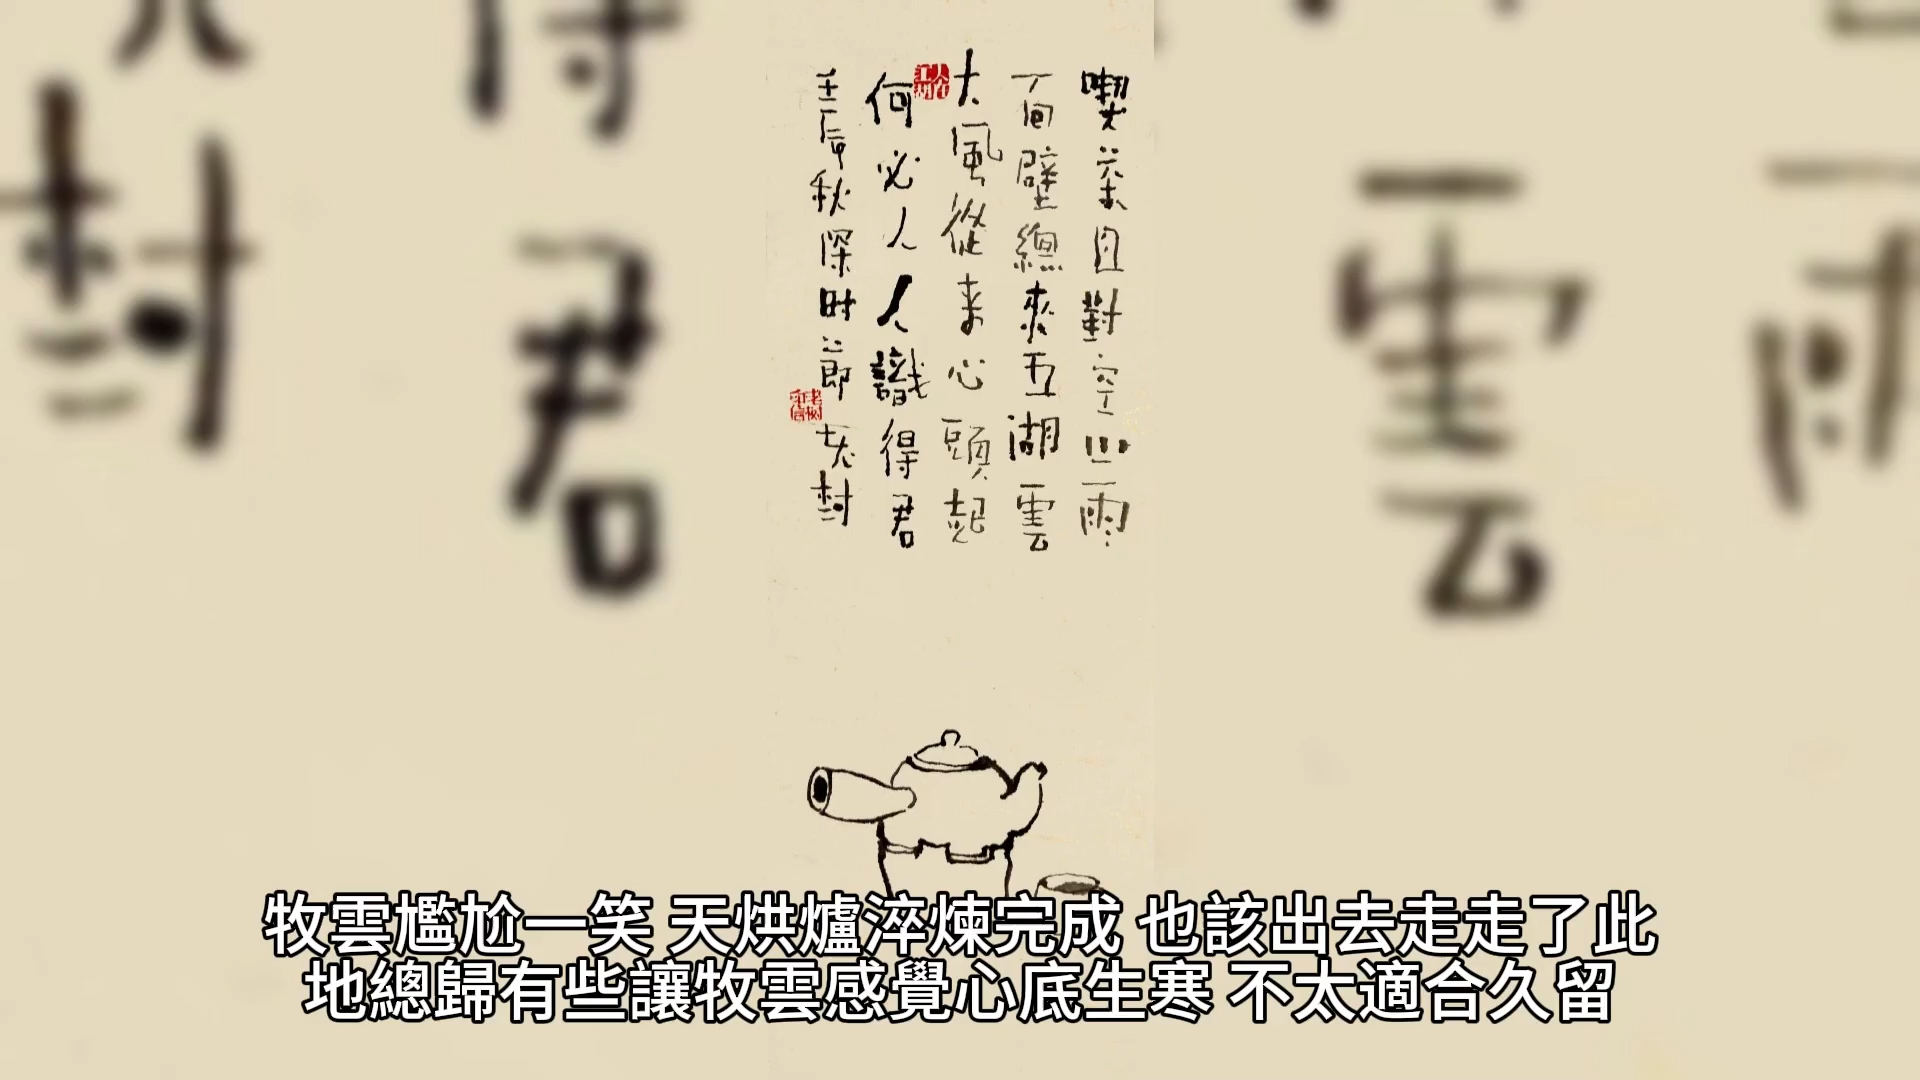 喫茶且對空山雨
面壁總來五湖雲
大風從來心頭起
何必人人識得君
壬辰秋深时節老樹
牧雲尷尬一笑 天烘爐淬煉完成 也該出去走走了此
地總歸有些讓牧雲感覺心底生寒 不太適合久留